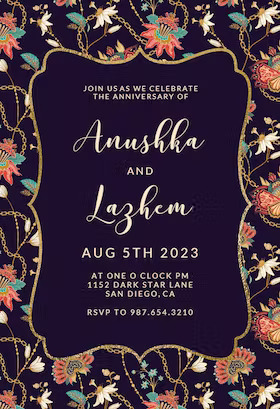 JOIN US AS WE CELEBRATE
THE ANNIVERSARY OF
Anushka
AND
Lazhem
AUG 5TH 2023
AT ONE O CLOCK PM
1152 DARK STAR LANE
SAN DIEGO, CA
RSVP TO 987.654.3210